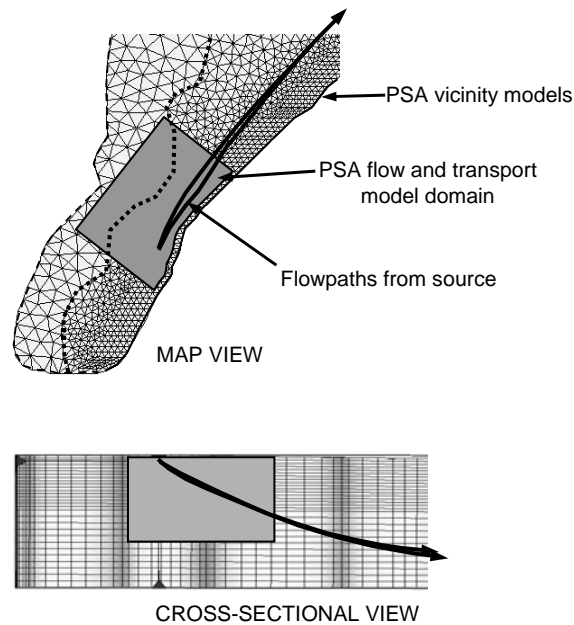 PSA vicinity models
PSA flow and transport
model domain
Flowpaths from source
MAP VIEW
CROSS-SECTIONAL VIEW